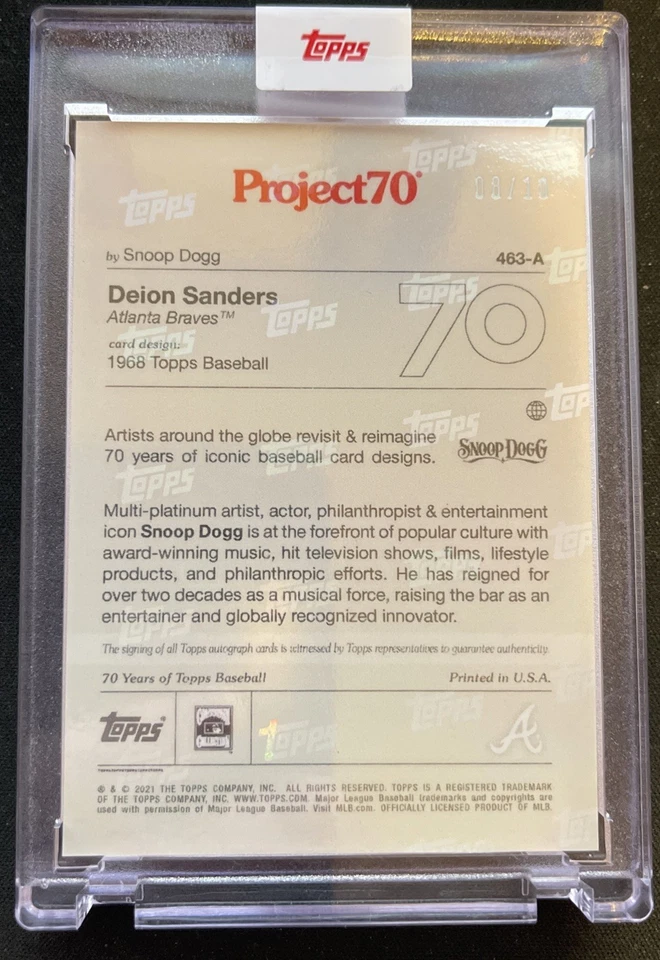 Topps
Project70®
by Snoop Dogg
463-A
Deion Sanders
Atlanta Braves™
card design:
1968 Topps Baseball
70
Artists around the globe revisit & reimagine
70 years of iconic baseball card designs.
SNOOP DOGG
Multi-platinum artist, actor, philanthropist & entertainment
icon Snoop Dogg is at the forefront of popular culture with
award-winning music, hit television shows, films, lifestyle
products, and philanthropic efforts. He has reigned for
over two decades as a musical force, raising the bar as an
entertainer and globally recognized innovator.
The signing of all Topps autograph cards is witnessed by Topps representatives to guarantee authenticity.
70 Years of Topps Baseball
Printed in U.S.A.
Topps®
A
® & © 2021 THE TOPPS COMPANY, INC. ALL RIGHTS RESERVED. TOPPS IS A REGISTERED TRADEMARK
OF THE TOPPS COMPANY, INC. WWW.TOPPS.COM. Major League Baseball trademarks and copyrights are
used with permission of Major League Baseball. Visit MLB.com. OFFICIALLY LICENSED PRODUCT OF MLB.